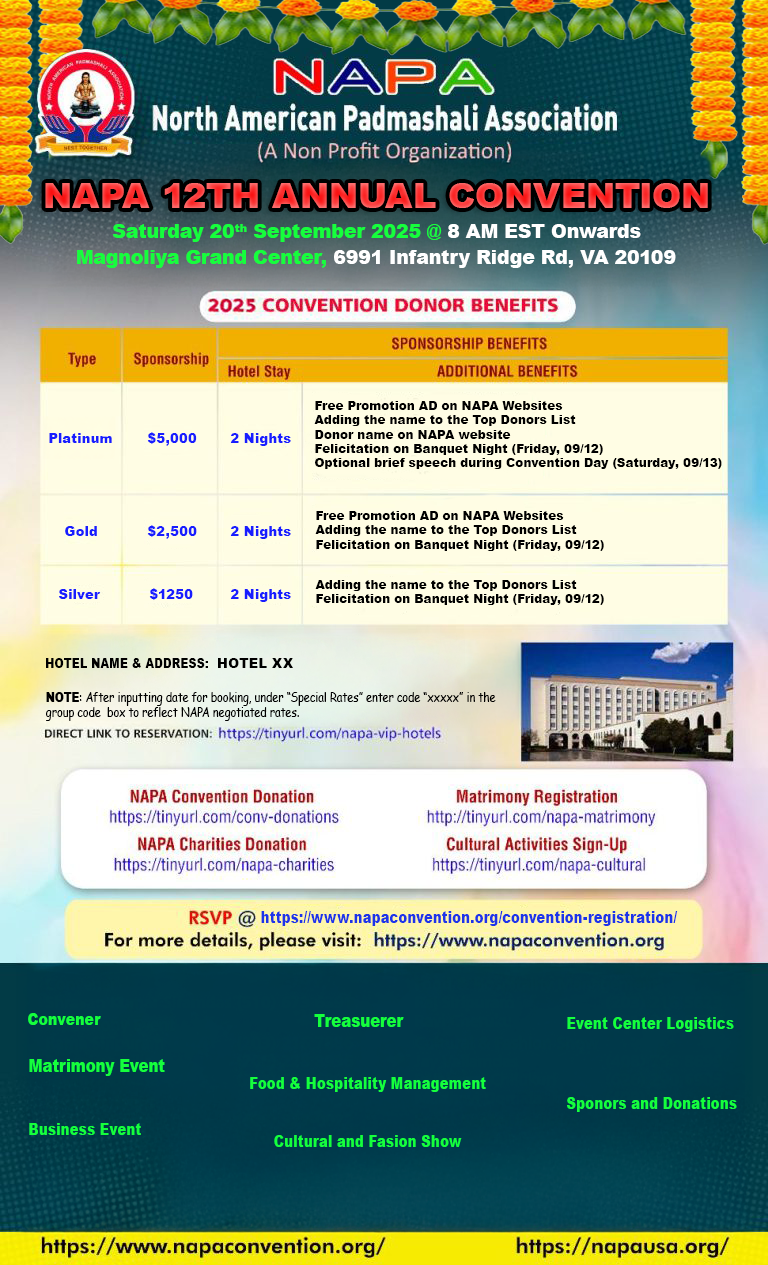 NORTH AMERICAN PADMASHALI ASSOCIATION
BEST TOGETHER
NAPA
North American Padmashali Association
(A Non Profit Organization)
NAPA 12TH ANNUAL CONVENTION
Saturday 20th September 2025 @ 8 AM EST Onwards
Magnoliya Grand Center, 6991 Infantry Ridge Rd, VA 20109
2025 CONVENTION DONOR BENEFITS
Type Sponsorship SPONSORSHIP BENEFITS
Hotel Stay ADDITIONAL BENEFITS
Platinum $5,000 2 Nights
Free Promotion AD on NAPA Websites
Adding the name to the Top Donors List
Donor name on NAPA website
Felicitation on Banquet Night (Friday, 09/12)
Optional brief speech during Convention Day (Saturday, 09/13)
Gold $2,500 2 Nights
Free Promotion AD on NAPA Websites
Adding the name to the Top Donors List
Felicitation on Banquet Night (Friday, 09/12)
Silver $1250 2 Nights
Adding the name to the Top Donors List
Felicitation on Banquet Night (Friday, 09/12)
HOTEL NAME & ADDRESS: HOTEL XX
NOTE: After inputting date for booking, under "Special Rates" enter code "xxxxx" in the
group code box to reflect NAPA negotiated rates.
DIRECT LINK TO RESERVATION: https://tinyurl.com/napa-vip-hotels
NAPA Convention Donation
https://tinyurl.com/conv-donations
Matrimony Registration
http://tinyurl.com/napa-matrimony
NAPA Charities Donation
https://tinyurl.com/napa-charities
Cultural Activities Sign-Up
https://tinyurl.com/napa-cultural
RSVP @ https://www.napaconvention.org/convention-registration/
For more details, please visit: https://www.napaconvention.org
Convener
Matrimony Event
Business Event
Treasuerer
Food & Hospitality Management
Cultural and Fasion Show
Event Center Logistics
Sponors and Donations
https://www.napaconvention.org/ https://napausa.org/